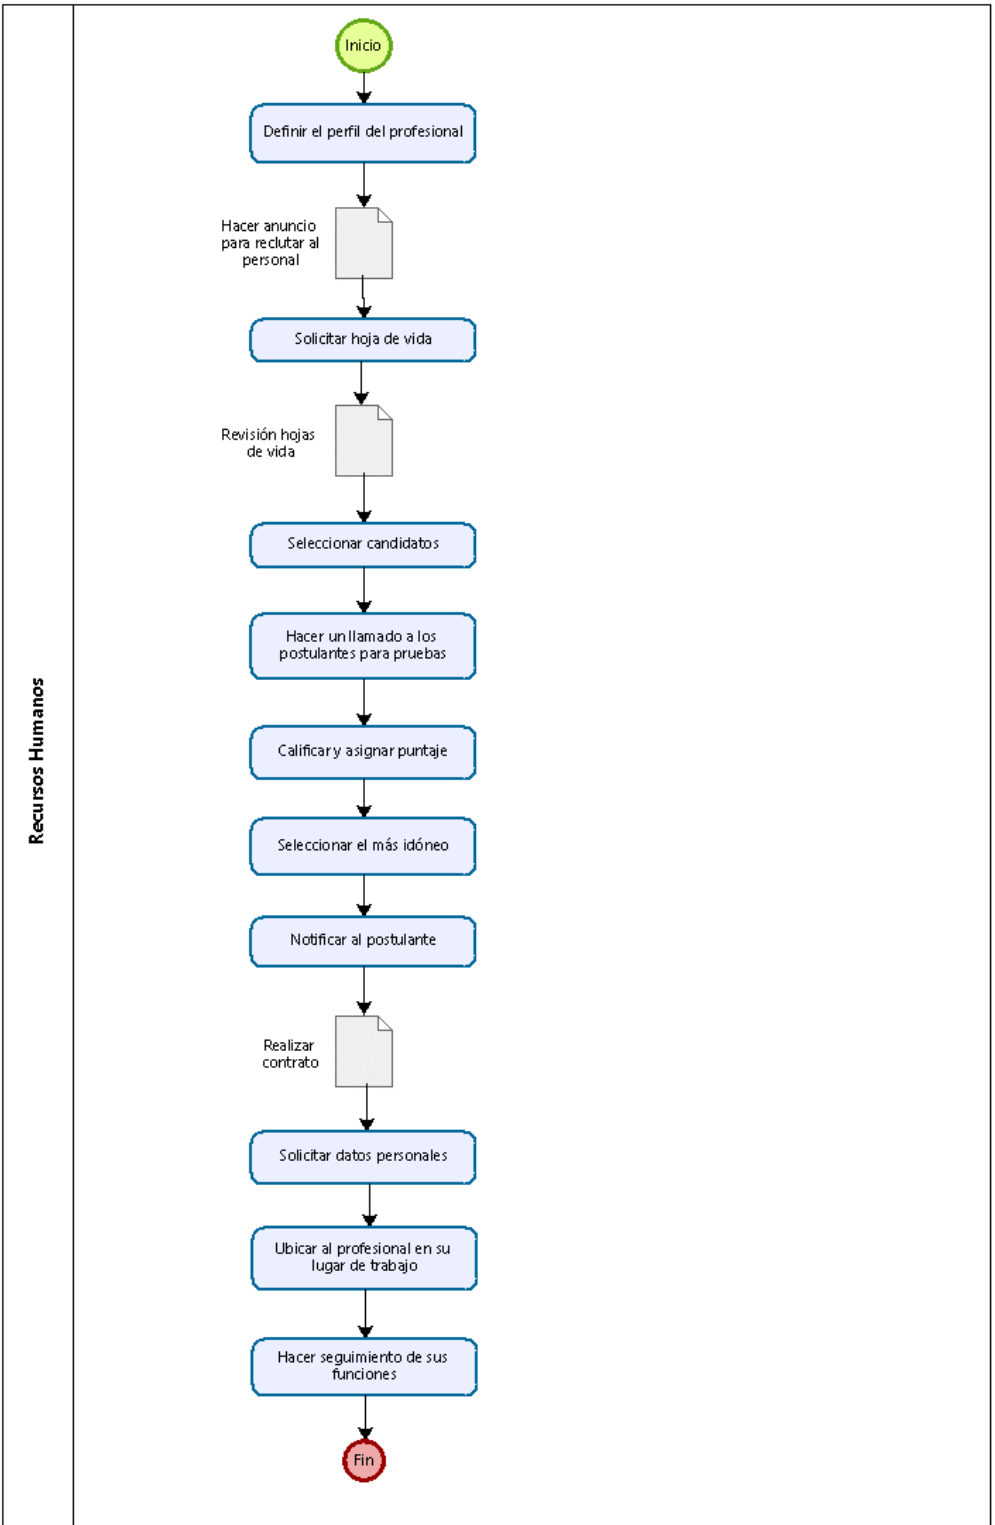 Recursos Humanos
Inicio
Definir el perfil del profesional
Hacer anuncio
para reclutar al
personal
Solicitar hoja de vida
Revisión hojas
de vida
Seleccionar candidatos
Hacer un llamado a los
postulantes para pruebas
Calificar y asignar puntaje
Seleccionar el más idóneo
Notificar al postulante
Realizar
contrato
Solicitar datos personales
Ubicar al profesional en su
lugar de trabajo
Hacer seguimiento de sus
funciones
Fin